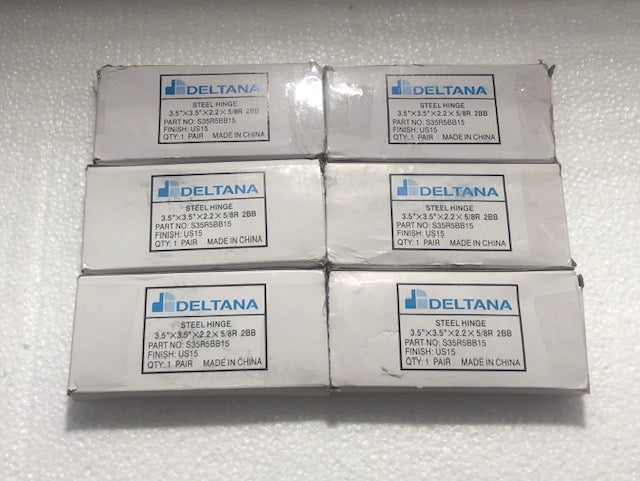 DELTANA
STEEL HINGE
3.5"×3.5"×2.2×5/8R 2BB
PART NO: S35R5BB15
FINISH: US15
QTY: 1 PAIR MADE IN CHINA
DELTANA
STEEL HINGE
3.5"×3.5"×2.2×5/8R 2BB
PART NO: S35R5BB15
FINISH: US15
QTY: 1 PAIR MADE IN CHINA
DELTANA
STEEL HINGE
3.5"×3.5"×2.2×5/8R 2BB
PART NO: S35R5BB15
FINISH: US15
QTY: 1 PAIR MADE IN CHINA
DELTANA
STEEL HINGE
3.5"×3.5"×2.2×5/8R 2BB
PART NO: S35R5BB15
FINISH: US15
QTY: 1 PAIR MADE IN CHINA
DELTANA
STEEL HINGE
3.5"×3.5"×2.2×5/8R 2BB
PART NO: S35R5BB15
FINISH: US15
QTY: 1 PAIR MADE IN CHINA
DELTANA
STEEL HINGE
3.5"×3.5"×2.2×5/8R 2BB
PART NO: S35R5BB15
FINISH: US15
QTY: 1 PAIR MADE IN CHINA